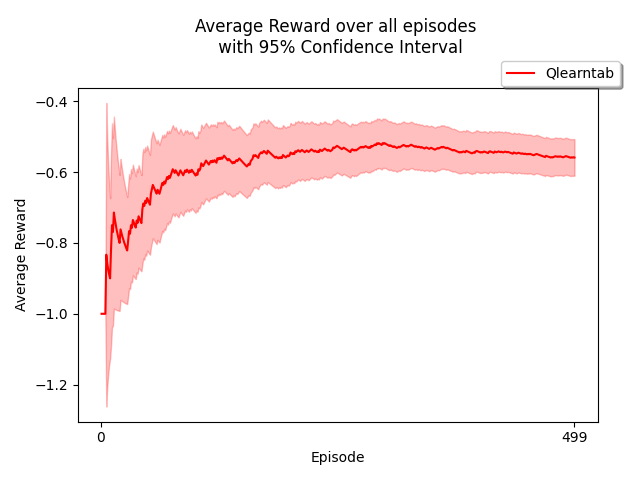 Average Reward over all episodes
with 95% Confidence Interval
Qlearntab
−0.4
−0.6
−0.8
−1.0
−1.2
Average Reward
0
499
Episode